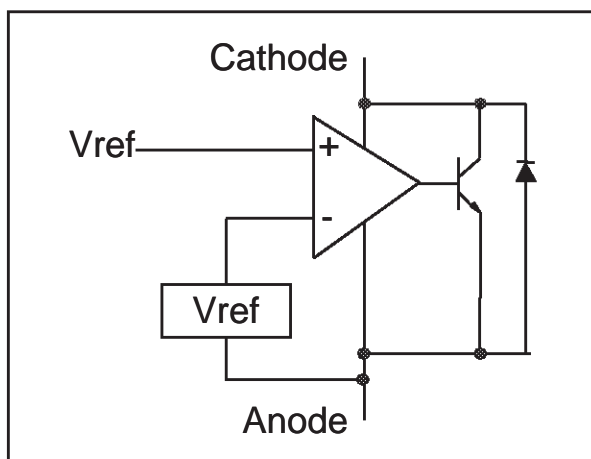 Cathode
Vref
+
-
Vref
Anode